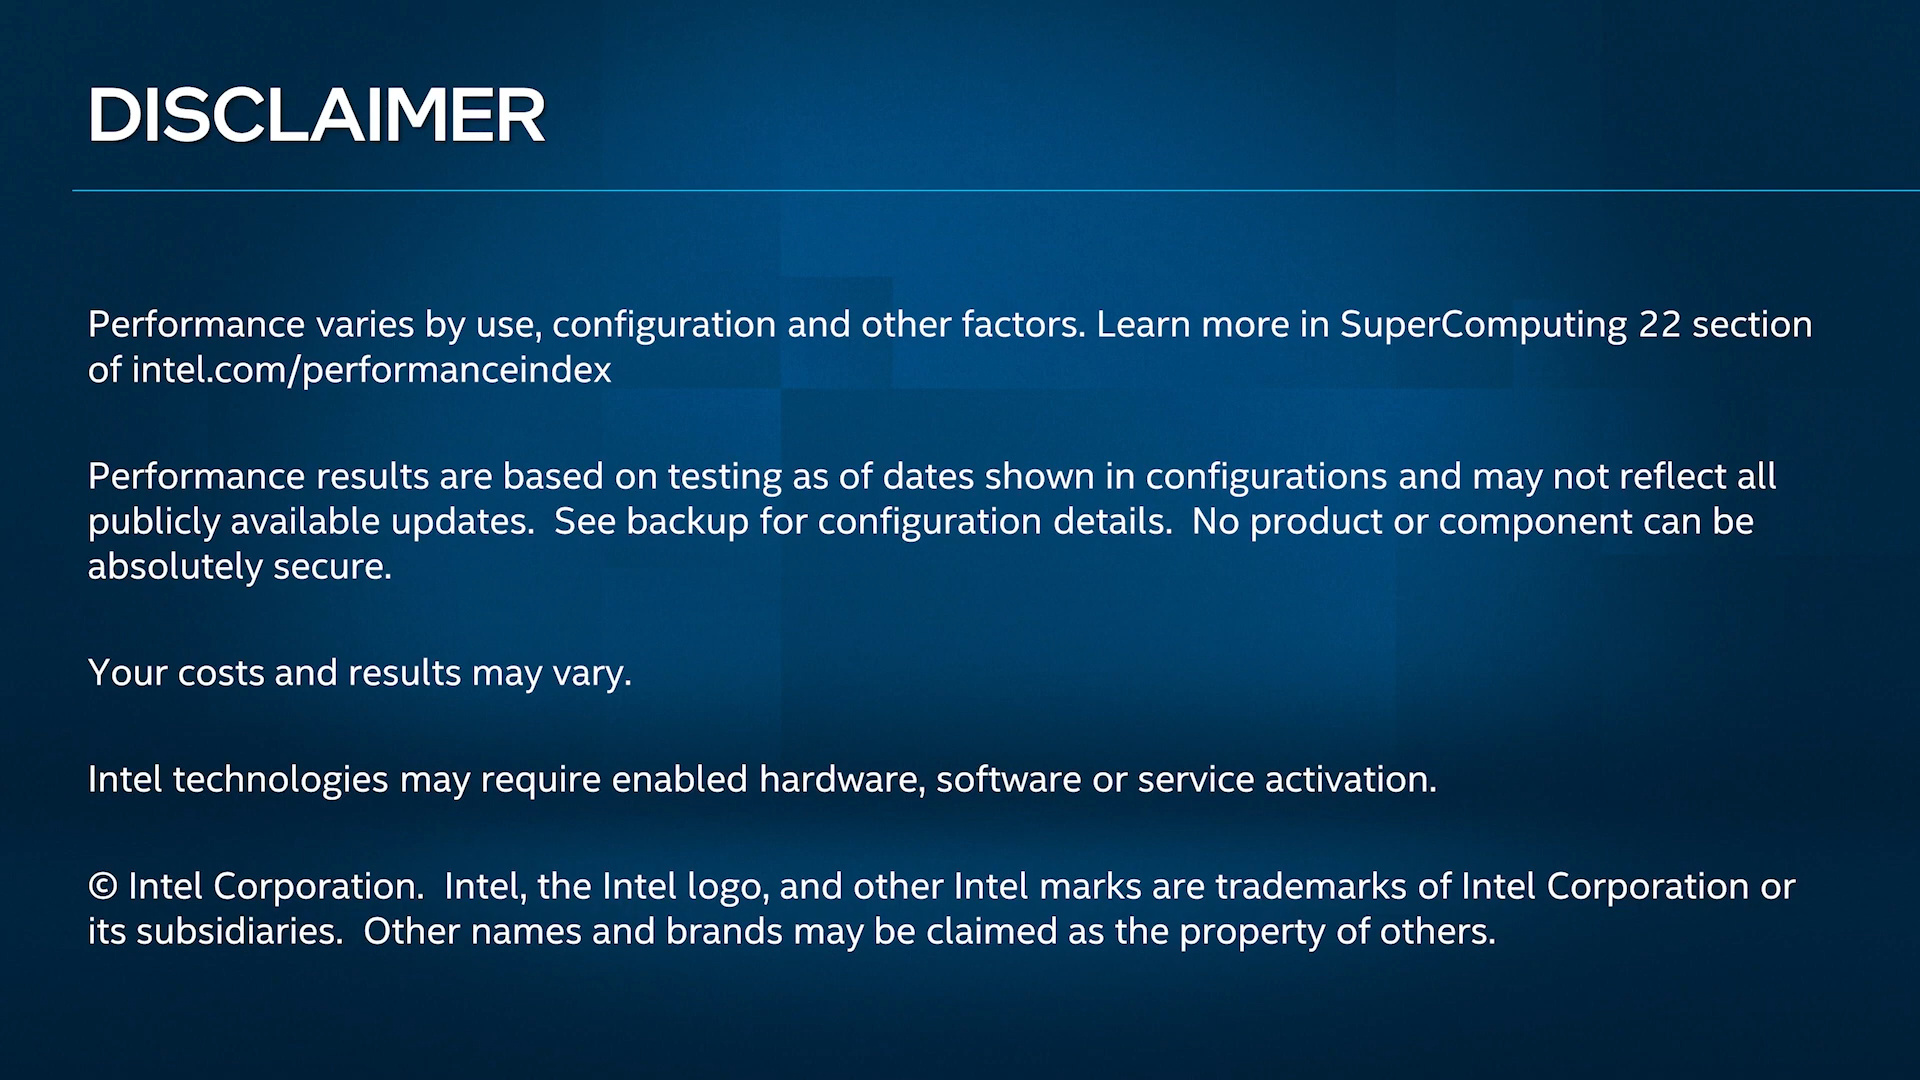 DISCLAIMER
Performance varies by use, configuration and other factors. Learn more in SuperComputing 22 section
of intel.com/performanceindex
Performance results are based on testing as of dates shown in configurations and may not reflect all
publicly available updates.  See backup for configuration details.  No product or component can be
absolutely secure.
Your costs and results may vary.
Intel technologies may require enabled hardware, software or service activation.
© Intel Corporation.  Intel, the Intel logo, and other Intel marks are trademarks of Intel Corporation or
its subsidiaries.  Other names and brands may be claimed as the property of others.